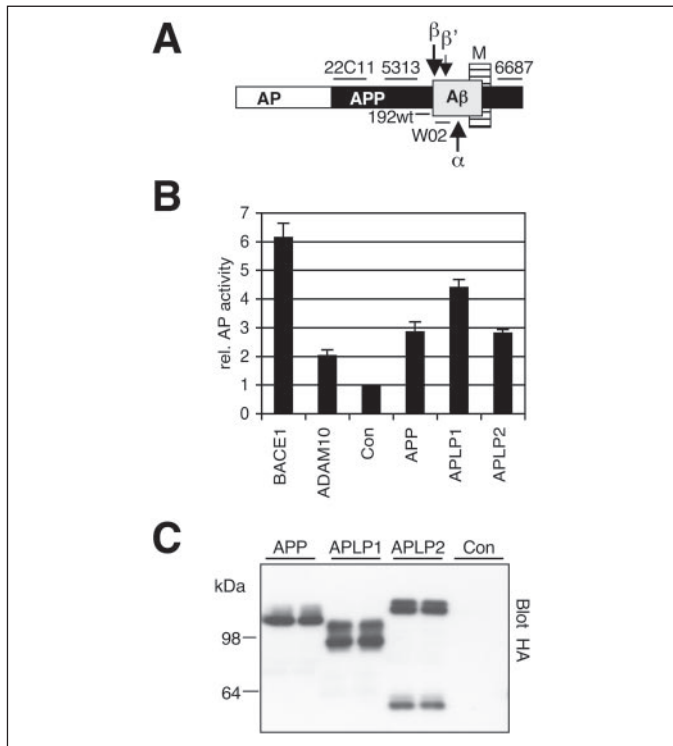 A
β
β’
M
22C11
5313
6687
AP
APP
Aβ
192wt
W02
α
B
rel. AP activity
7
6
5
4
3
2
1
0
BACE1
ADAM10
Con
APP
APLP1
APLP2
C
APP APLP1 APLP2 Con
kDa
98
64
Blot HA